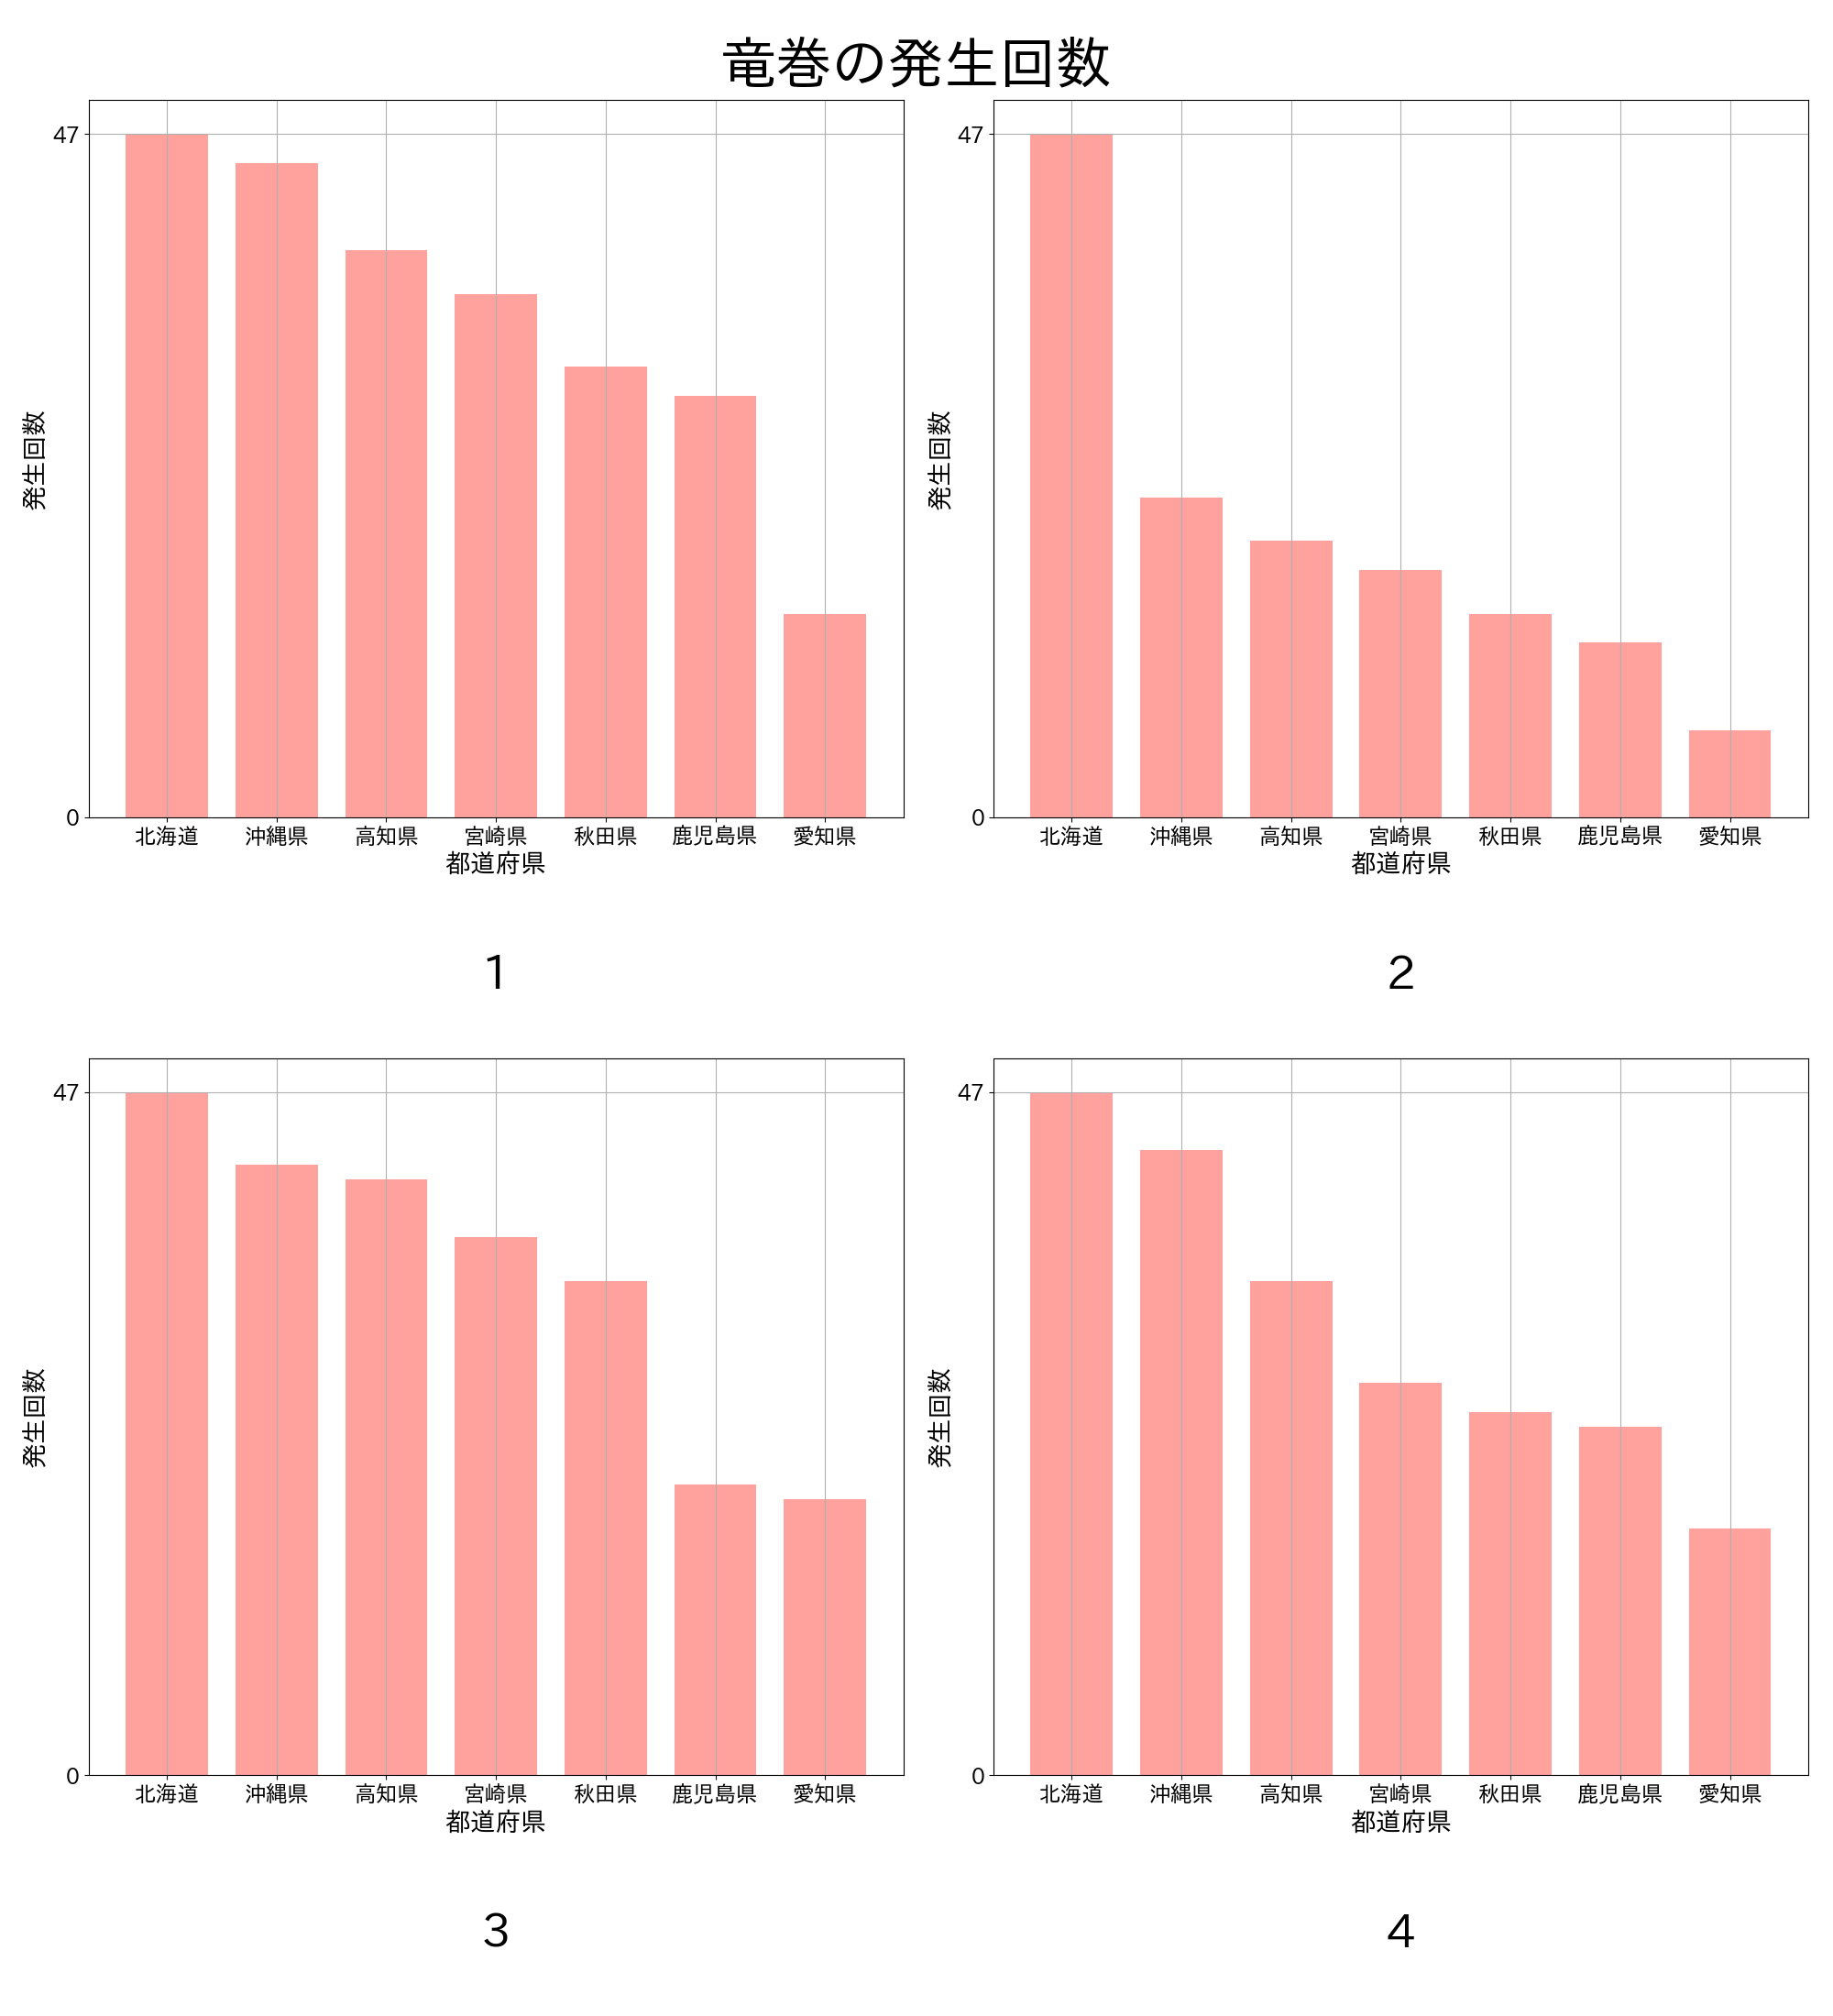 竜巻の発生回数
47
0
発生回数
北海道 沖縄県 高知県 宮崎県 秋田県 鹿児島県 愛知県
都道府県
1
47
0
発生回数
北海道 沖縄県 高知県 宮崎県 秋田県 鹿児島県 愛知県
都道府県
2
47
0
発生回数
北海道 沖縄県 高知県 宮崎県 秋田県 鹿児島県 愛知県
都道府県
3
47
0
発生回数
北海道 沖縄県 高知県 宮崎県 秋田県 鹿児島県 愛知県
都道府県
4